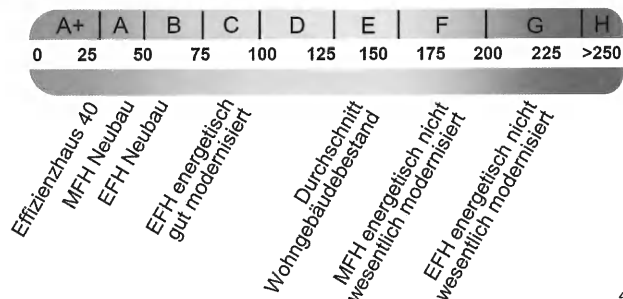 A+ A B C D E F G H
0 25 50 75 100 125 150 175 200 225 >250
Effizienzhaus 40
MFH Neubau
EFH Neubau
EFH energetisch
gut modernisiert
Durchschnitt
Wohngebäudebestand
MFH energetisch nicht
wesentlich modernisiert
EFH energetisch nicht
wesentlich modernisiert